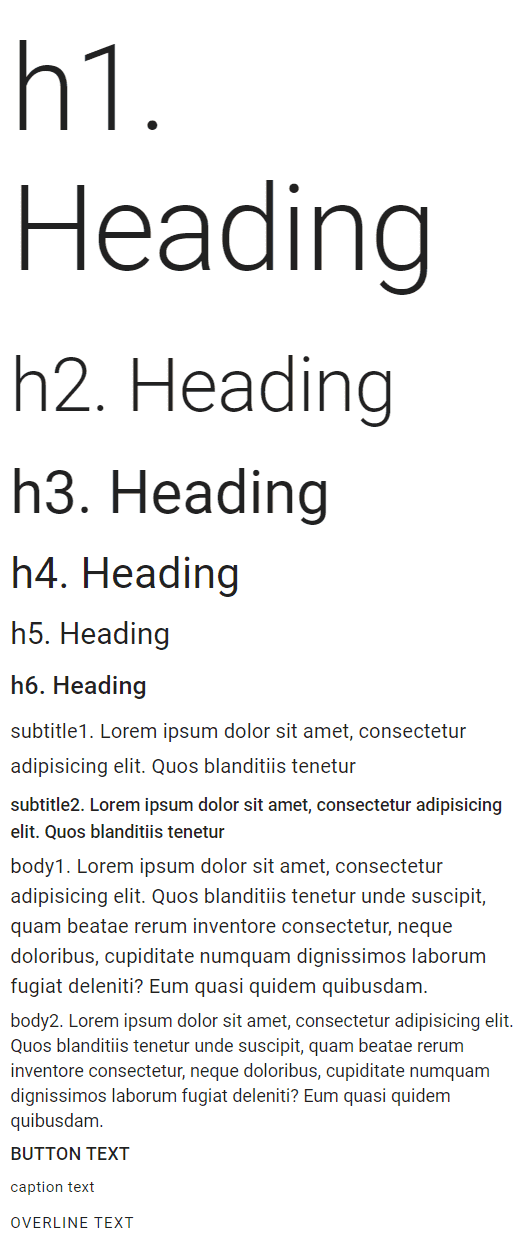 h1.
Heading
h2. Heading
h3. Heading
h4. Heading
h5. Heading
h6. Heading
subtitle1. Lorem ipsum dolor sit amet, consectetur
adipisicing elit. Quos blanditiis tenetur
subtitle2. Lorem ipsum dolor sit amet, consectetur adipisicing
elit. Quos blanditiis tenetur
body1. Lorem ipsum dolor sit amet, consectetur
adipisicing elit. Quos blanditiis tenetur unde suscipit,
quam beatae rerum inventore consectetur, neque
doloribus, cupiditate numquam dignissimos laborum
fugiat deleniti? Eum quasi quidem quibusdam.
body2. Lorem ipsum dolor sit amet, consectetur adipisicing elit.
Quos blanditiis tenetur unde suscipit, quam beatae rerum
inventore consectetur, neque doloribus, cupiditate numquam
dignissimos laborum fugiat deleniti? Eum quasi quidem
quibusdam.
BUTTON TEXT
caption text
OVERLINE TEXT